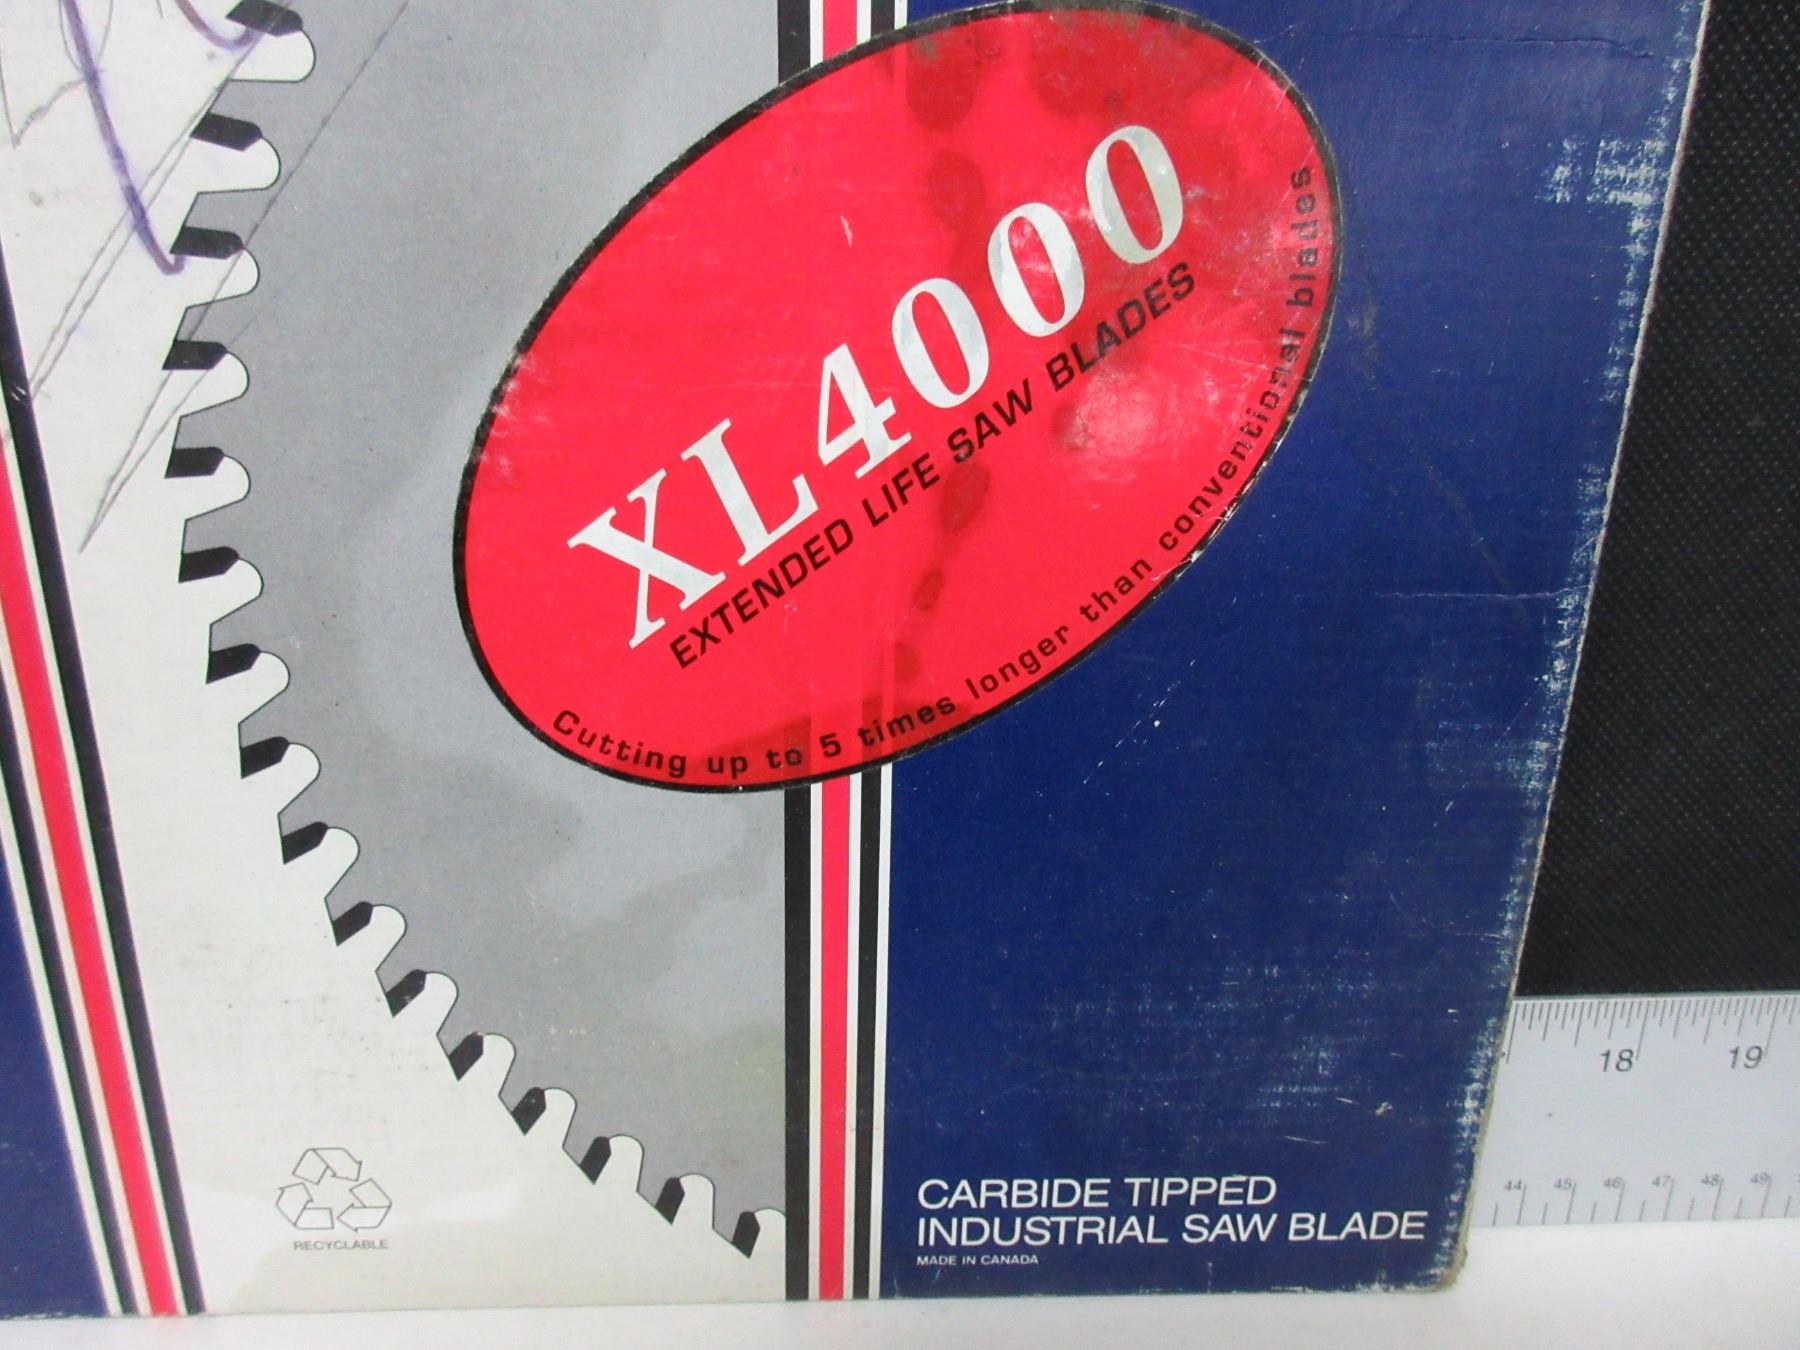 XL4000
EXTENDED LIFE SAW BLADES
Cutting up to 5 times longer than conventional blades
18 19
44 45 46 47 48 49
CARBIDE TIPPED
INDUSTRIAL SAW BLADE
MADE IN CANADA
RECYCLABLE